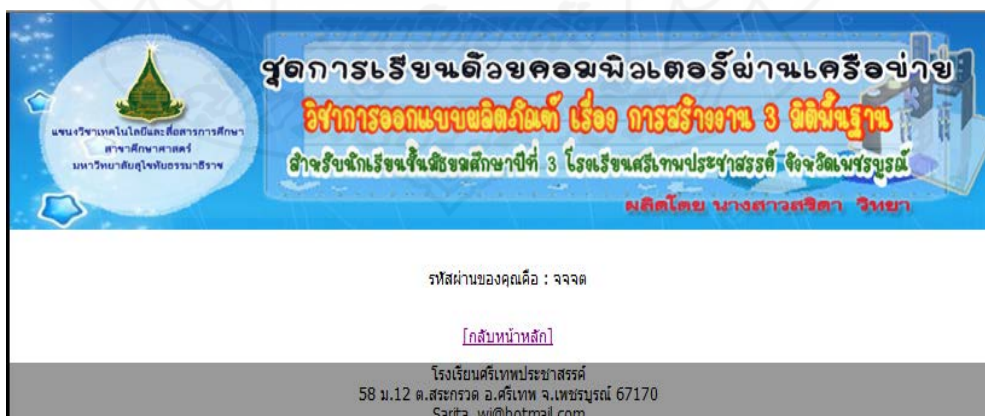 ชุดการเรียนด้วยคอมพิวเตอร์ผ่านเครือข่าย
วิชาการออกแบบผลิตภัณฑ์ เรื่อง การสร้างงาน 3 มิติพื้นฐาน
สำหรับนักเรียนชั้นมัธยมศึกษาปีที่ 3 โรงเรียนศรีเทพประชาสรรค์ จังหวัดเพชรบูรณ์
ผลิตโดย นางสาวสริตา วิทยา
แขนงวิชาเทคโนโลยีและสื่อสารการศึกษา
สาขาศึกษาศาสตร์
มหาวิทยาลัยสุโขทัยธรรมาธิราช
รหัสผ่านของคุณคือ : จจจต
[กลับหน้าหลัก]
โรงเรียนศรีเทพประชาสรรค์
58 ม.12 ต.สระกรวด อ.ศรีเทพ จ.เพชรบูรณ์ 67170
Sarita_wi@hotmail.com